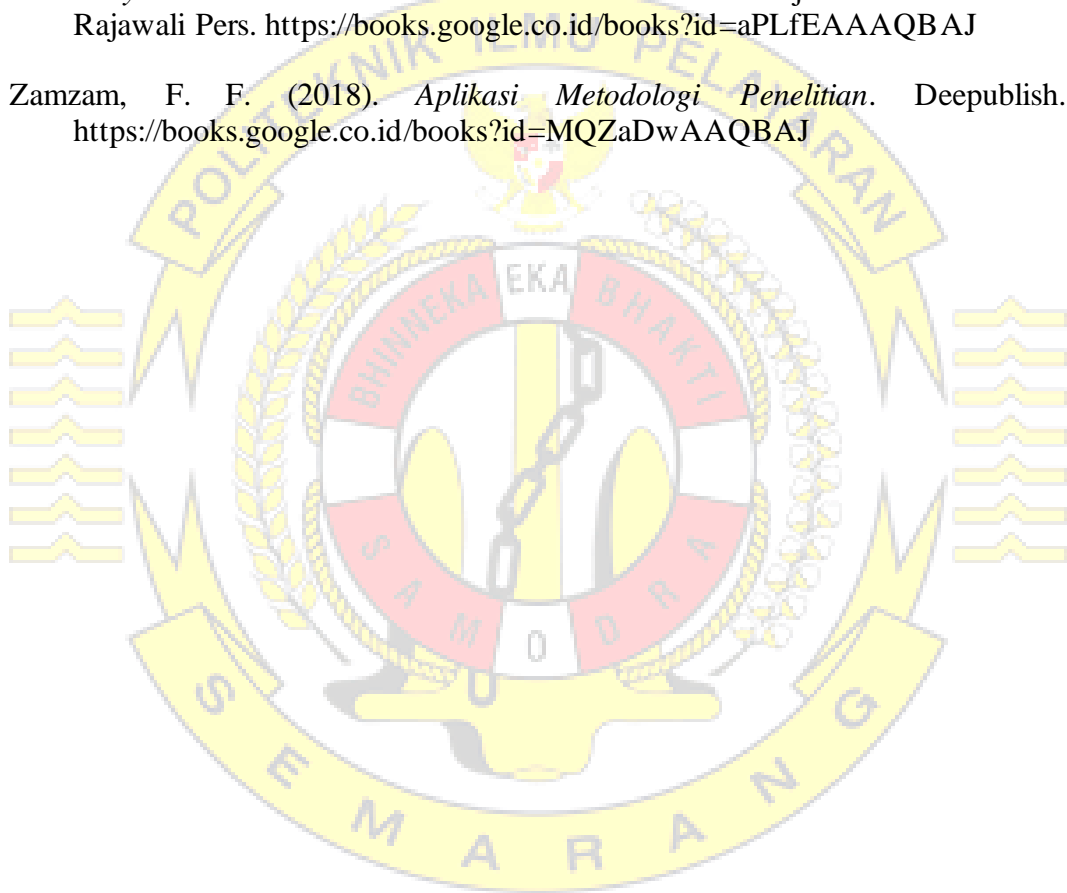 Rajawali Pers. https://books.google.co.id/books?id=aPLfEAAAQBAJ
Zamzam, F. F. (2018). Aplikasi Metodologi Penelitian. Deepublish.
https://books.google.co.id/books?id=MQZaDwAAQBAJ
POLITEKNIK ILMU PELAYARAN
BHINNEKA EKA BHAKTI
SAMODRA
SEMARANG